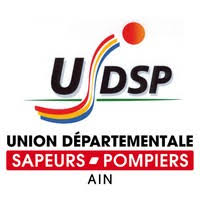 UDSP
UNION DÉPARTEMENTALE
SAPEURS - POMPIERS
AIN